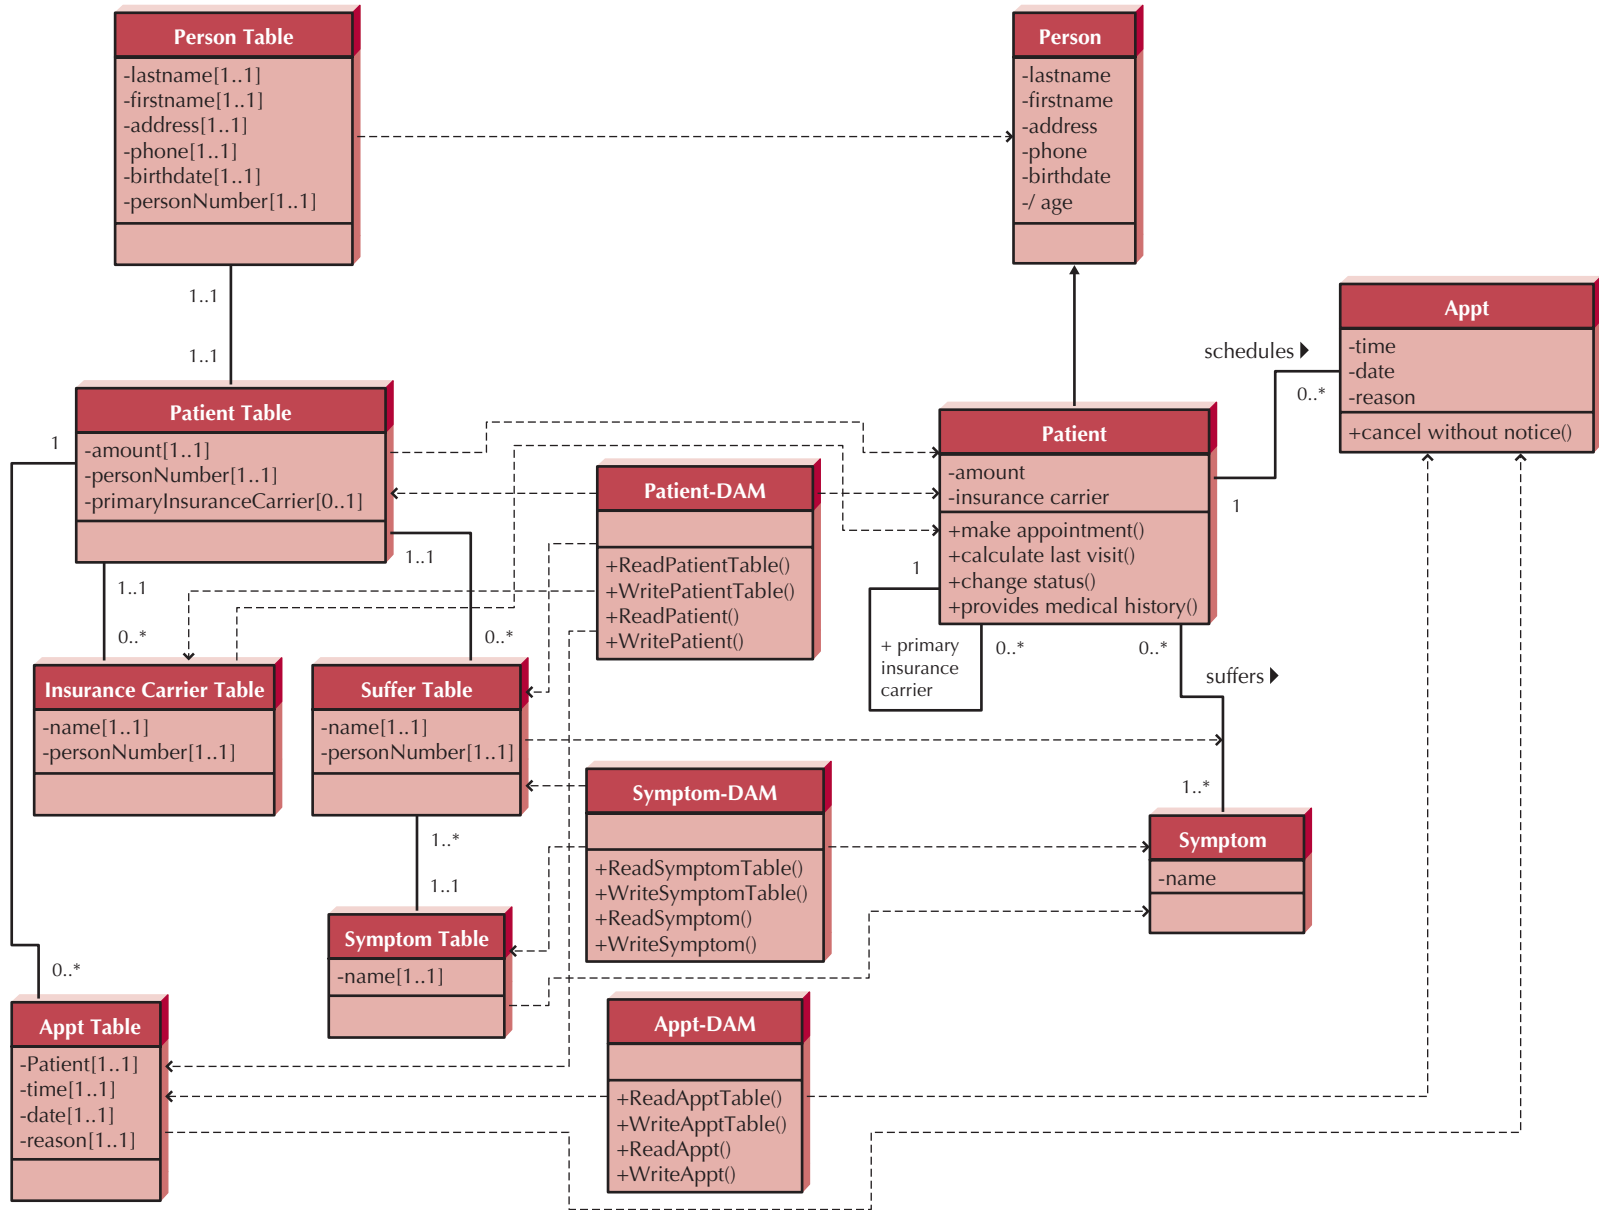 Person Table
-lastname[1..1]
-firstname[1..1]
-address[1..1]
-phone[1..1]
-birthdate[1..1]
-personNumber[1..1]
Person
-lastname
-firstname
-address
-phone
-birthdate
-/ age
1..1
1..1
Appt
-time
-date
-reason
+cancel without notice()
schedules
0..*
1
Patient Table
-amount[1..1]
-personNumber[1..1]
-primaryInsuranceCarrier[0..1]
1
1..1
0..*
1..1
0..*
Patient-DAM
+ReadPatientTable()
+WritePatientTable()
+ReadPatient()
+WritePatient()
Patient
-amount
-insurance carrier
+make appointment()
+calculate last visit()
+change status()
+provides medical history()
1
+ primary
insurance
carrier
0..*
0..*
suffers
1..*
Insurance Carrier Table
-name[1..1]
-personNumber[1..1]
Suffer Table
-name[1..1]
-personNumber[1..1]
1..*
1..1
Symptom-DAM
+ReadSymptomTable()
+WriteSymptomTable()
+ReadSymptom()
+WriteSymptom()
Symptom
-name
Symptom Table
-name[1..1]
0..*
Appt Table
-Patient[1..1]
-time[1..1]
-date[1..1]
-reason[1..1]
Appt-DAM
+ReadApptTable()
+WriteApptTable()
+ReadAppt()
+WriteAppt()